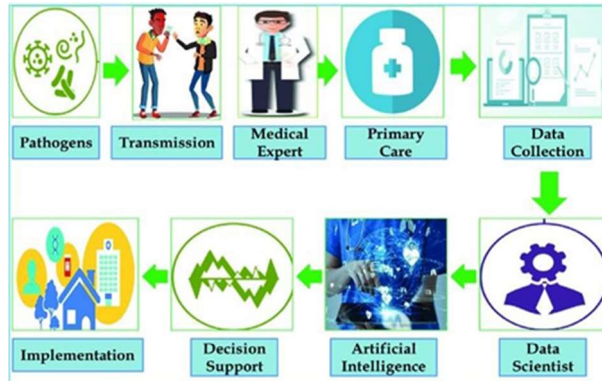 Pathogens
Transmission
Medical
Expert
Primary
Care
Data
Collection
Implementation
Decision
Support
Artificial
Intelligence
Data
Scientist